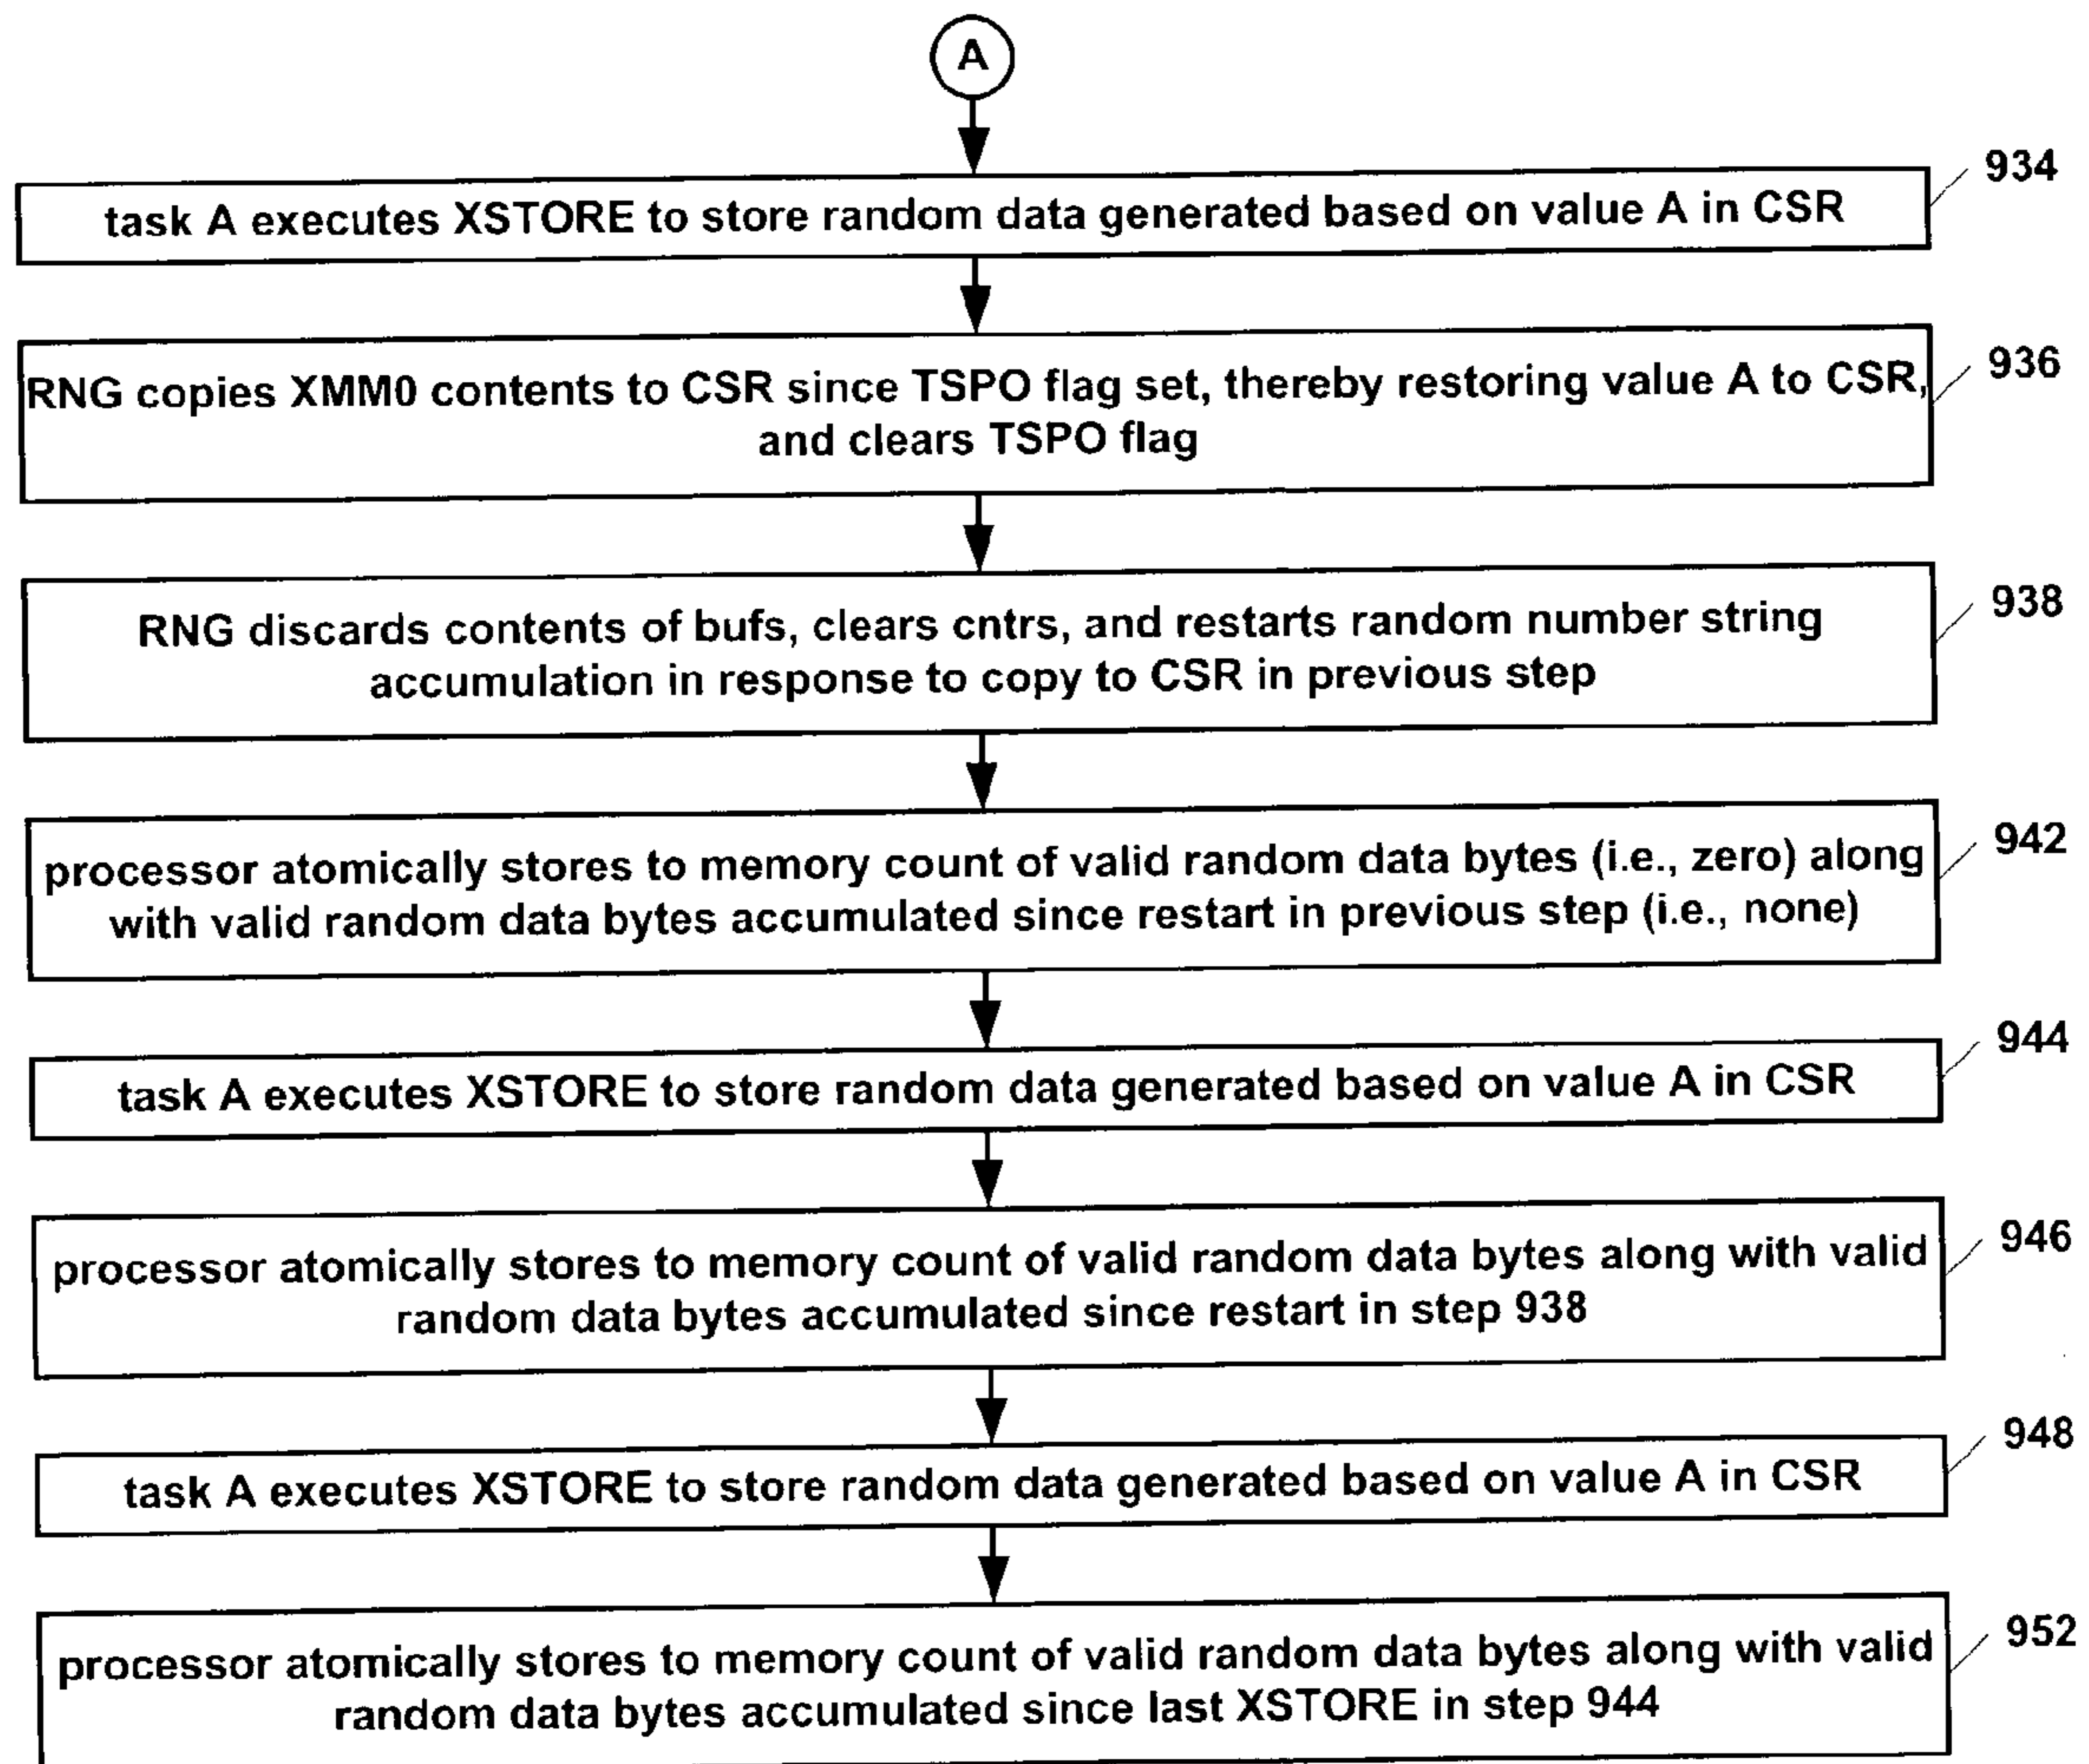 A
934
task A executes XSTORE to store random data generated based on value A in CSR
936
RNG copies XMM0 contents to CSR since TSPO flag set, thereby restoring value A to CSR,
and clears TSPO flag
938
RNG discards contents of bufs, clears cntrs, and restarts random number string
accumulation in response to copy to CSR in previous step
942
processor atomically stores to memory count of valid random data bytes (i.e., zero) along
with valid random data bytes accumulated since restart in previous step (i.e., none)
944
task A executes XSTORE to store random data generated based on value A in CSR
946
processor atomically stores to memory count of valid random data bytes along with valid
random data bytes accumulated since restart in step 938
948
task A executes XSTORE to store random data generated based on value A in CSR
952
processor atomically stores to memory count of valid random data bytes along with valid
random data bytes accumulated since last XSTORE in step 944